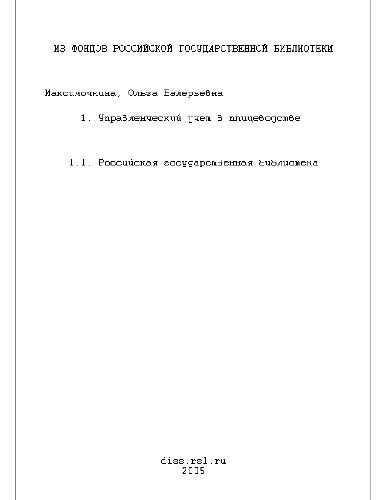 ИЗ ФОНДОВ РОССИЙСКОЙ ГОСУДАРСТВЕННОЙ БИБЛИОТЕКИ
Максимочкина, Ольга Валерьевна
1. Управленческий учет в птицеводстве
1.1. Российская государственная библиотека
diss.rsl.ru
2005